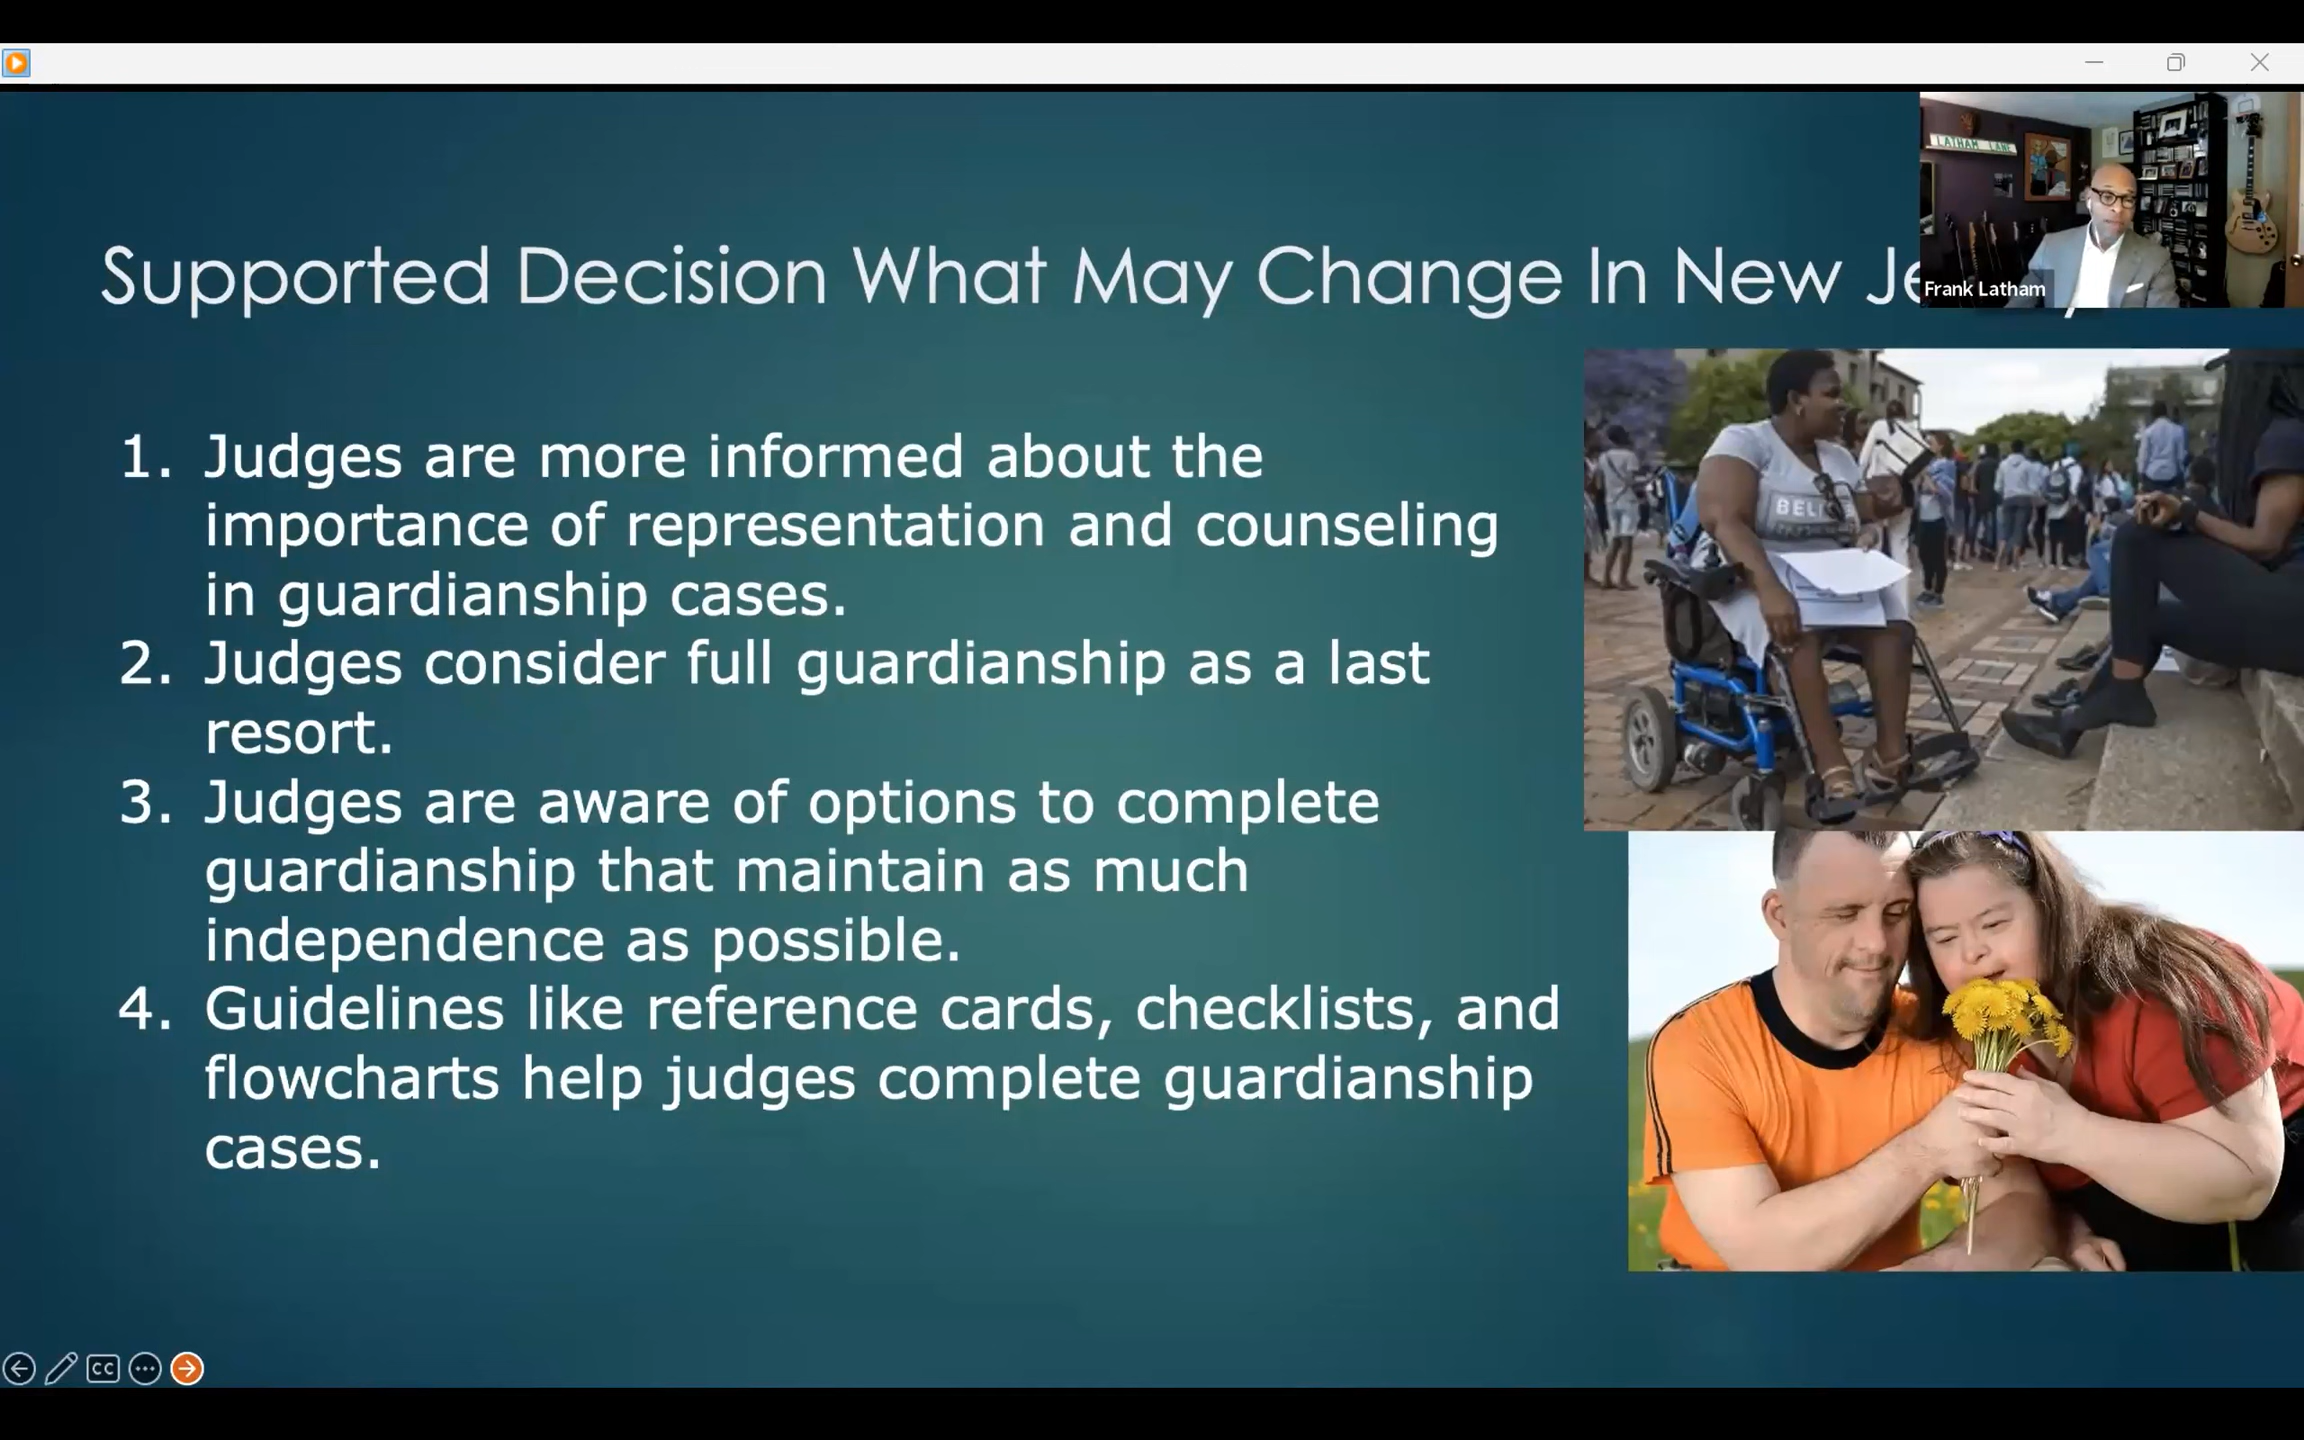 LATHAM LANE
Frank Latham
Supported Decision What May Change In New
1. Judges are more informed about the
importance of representation and counseling
in guardianship cases.
2. Judges consider full guardianship as a last
resort.
3. Judges are aware of options to complete
guardianship that maintain as much
independence as possible.
4. Guidelines like reference cards, checklists, and
flowcharts help judges complete guardianship
cases.
CC